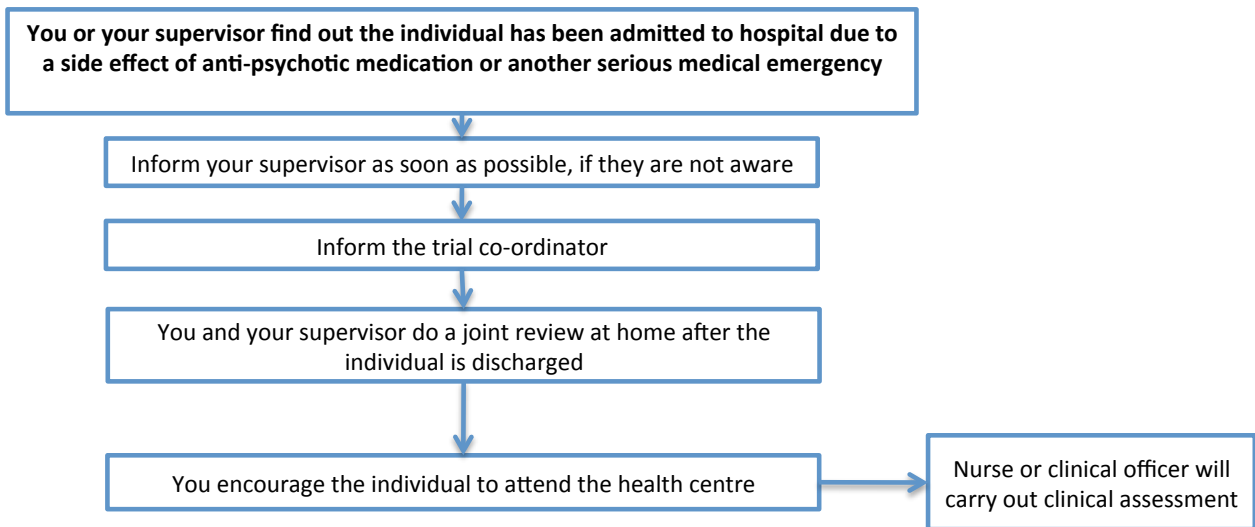 You or your supervisor find out the individual has been admitted to hospital due to
a side effect of anti-psychotic medication or another serious medical emergency
Inform your supervisor as soon as possible, if they are not aware
Inform the trial co-ordinator
You and your supervisor do a joint review at home after the
individual is discharged
You encourage the individual to attend the health centre
Nurse or clinical officer will
carry out clinical assessment